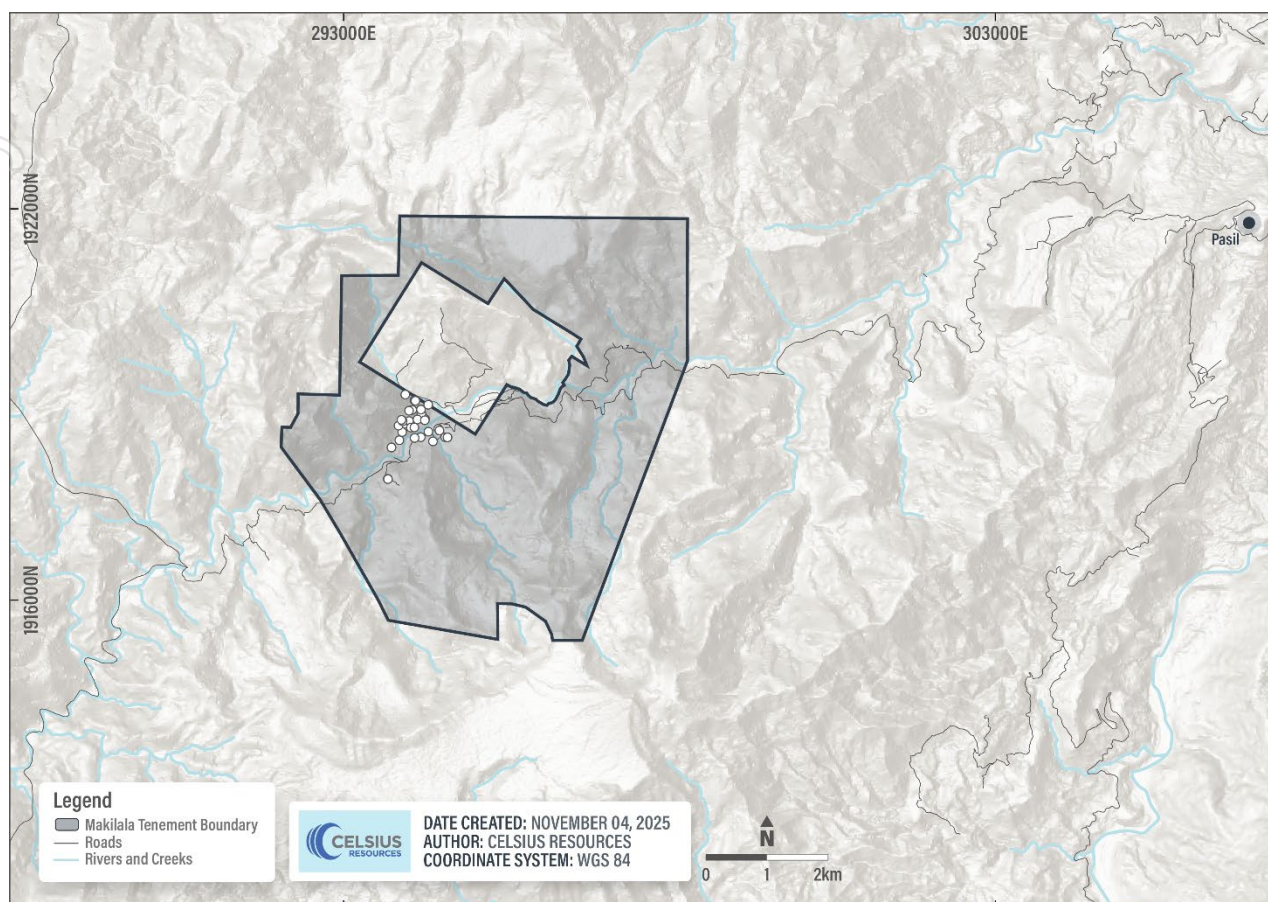 293000E
303000E
1922000N
Pasil
1916000N
Legend
Makilala Tenement Boundary
Roads
Rivers and Creeks
CELSIUS
RESOURCES
DATE CREATED: NOVEMBER 04, 2025
AUTHOR: CELSIUS RESOURCES
COORDINATE SYSTEM: WGS 84
N
0 1 2km